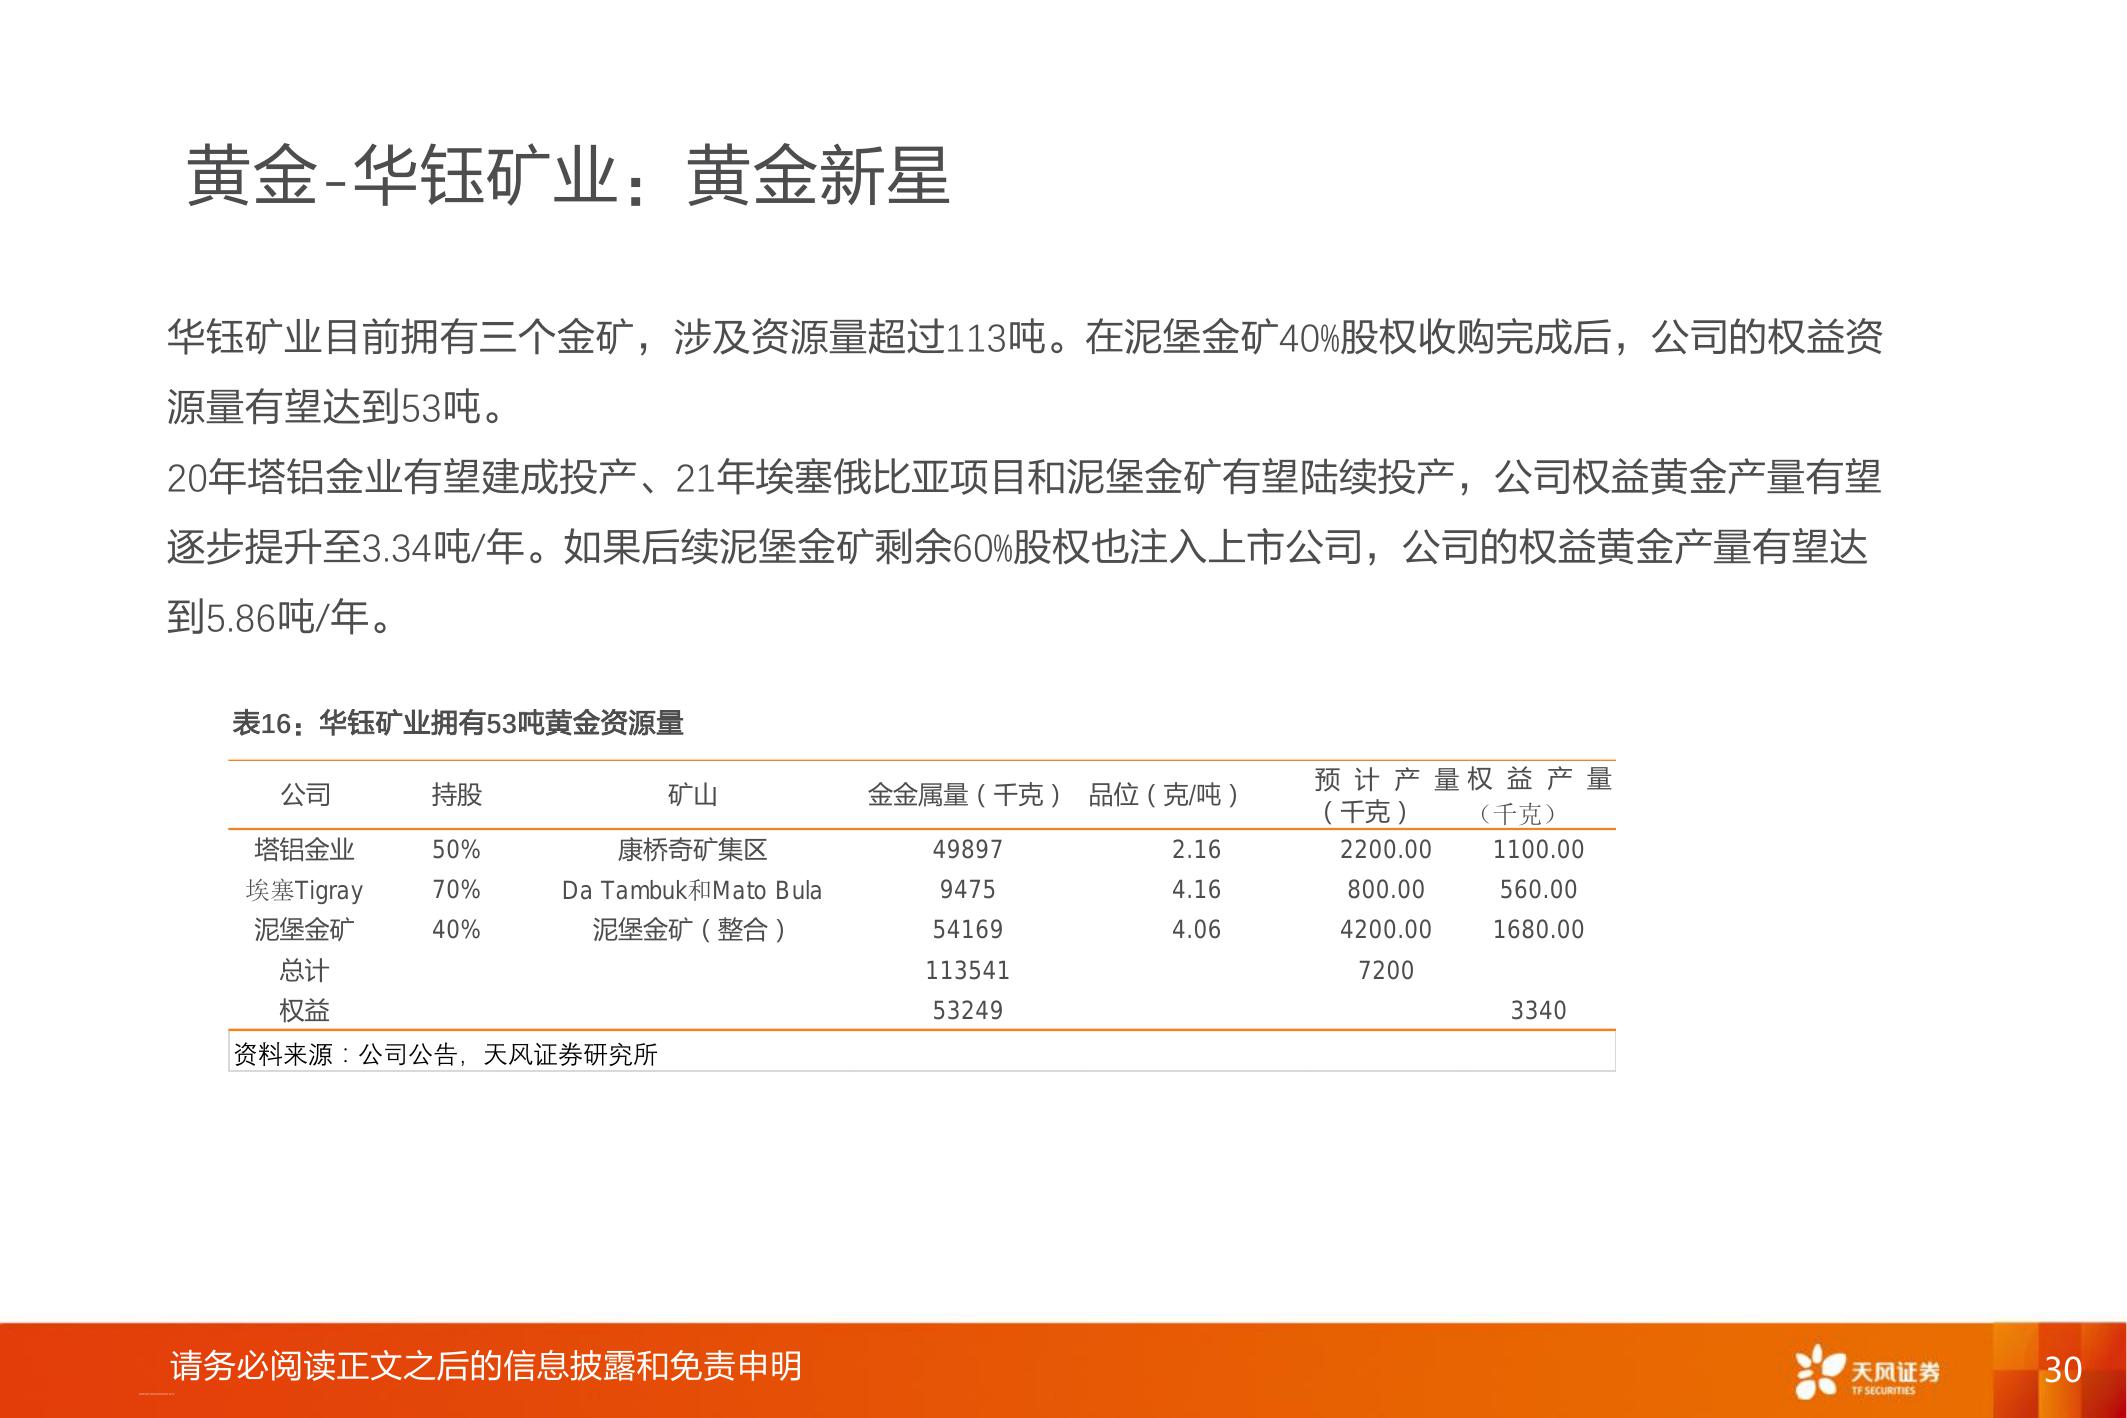 黄金-华钰矿业：黄金新星
华钰矿业目前拥有三个金矿，涉及资源量超过113吨。在泥堡金矿40%股权收购完成后，公司的权益资
源量有望达到53吨。
20年塔铝金业有望建成投产、21年埃塞俄比亚项目和泥堡金矿有望陆续投产，公司权益黄金产量有望
逐步提升至3.34吨/年。如果后续泥堡金矿剩余60%股权也注入上市公司，公司的权益黄金产量有望达
到5.86吨/年。
表16：华钰矿业拥有53吨黄金资源量
公司 持股 矿山 金金属量（千克） 品位（克/吨） 预计产量（千克） 权益产量（千克）
塔铝金业 50% 康桥奇矿集区 49897 2.16 2200.00 1100.00
埃塞Tigray 70% Da Tambuk和Mato Bula 9475 4.16 800.00 560.00
泥堡金矿 40% 泥堡金矿（整合） 54169 4.06 4200.00 1680.00
总计 113541 7200
权益 53249 3340
资料来源：公司公告，天风证券研究所
请务必阅读正文之后的信息披露和免责申明
天风证券
TF SECURITIES
30